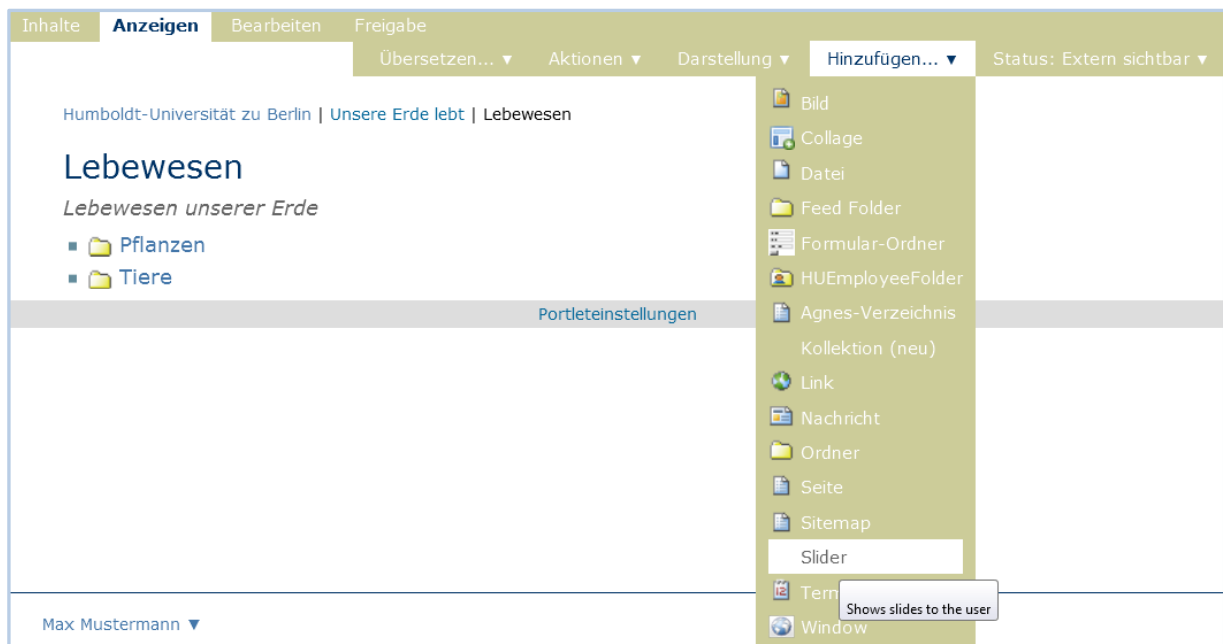 Inhalte Anzeigen Bearbeiten Freigabe
Übersetzen... ▼ Aktionen ▼ Darstellung ▼ Hinzufügen... ▼ Status: Extern sichtbar ▼
Humboldt-Universität zu Berlin | Unsere Erde lebt | Lebewesen
Lebewesen
Lebewesen unserer Erde
Pflanzen
Tiere
Portleteinstellungen
Bild
Collage
Datei
Feed Folder
Formular-Ordner
HUEmployeeFolder
Agnes-Verzeichnis
Kollektion (neu)
Link
Nachricht
Ordner
Seite
Sitemap
Slider
Shows slides to the user
Window
Max Mustermann ▼